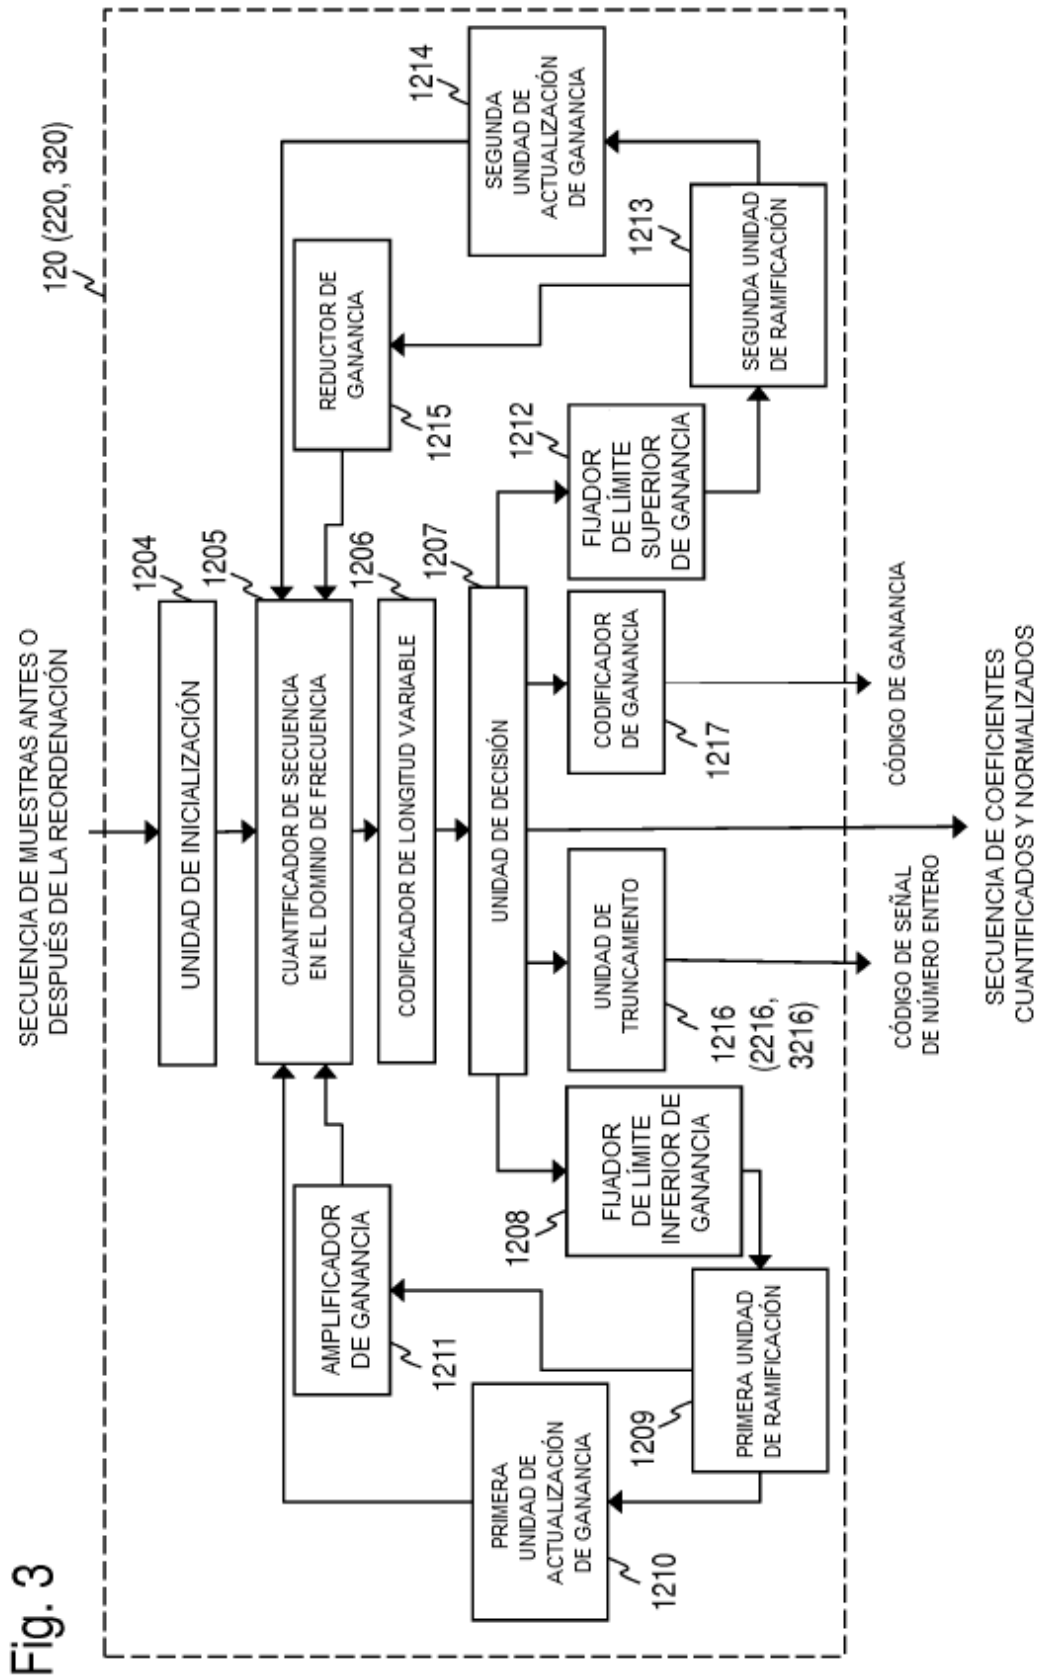 Fig. 3
SECUENCIA DE MUESTRAS ANTES O
DESPUÉS DE LA REORDENACIÓN
120 (220, 320)
1204
UNIDAD DE INICIALIZACIÓN
1205
CUANTIFICADOR DE SECUENCIA
EN EL DOMINIO DE FRECUENCIA
1206
CODIFICADOR DE LONGITUD VARIABLE
1207
UNIDAD DE DECISIÓN
AMPLIFICADOR
DE GANANCIA
1211
REDUCTOR DE
GANANCIA
1215
PRIMERA
UNIDAD DE
ACTUALIZACIÓN
DE GANANCIA
1210
SEGUNDA
UNIDAD DE
ACTUALIZACIÓN
DE GANANCIA
1214
1208
FIJADOR
DE LÍMITE
INFERIOR DE
GANANCIA
UNIDAD DE
TRUNCAMIENTO
1216
(2216,
3216)
CODIFICADOR
DE GANANCIA
1217
1212
FIJADOR
DE LÍMITE
SUPERIOR
DE GANANCIA
1209
PRIMERA UNIDAD
DE RAMIFICACIÓN
1213
SEGUNDA UNIDAD
DE RAMIFICACIÓN
CÓDIGO DE SEÑAL
DE NÚMERO ENTERO
CÓDIGO DE GANANCIA
SECUENCIA DE COEFICIENTES
CUANTIFICADOS Y NORMALIZADOS